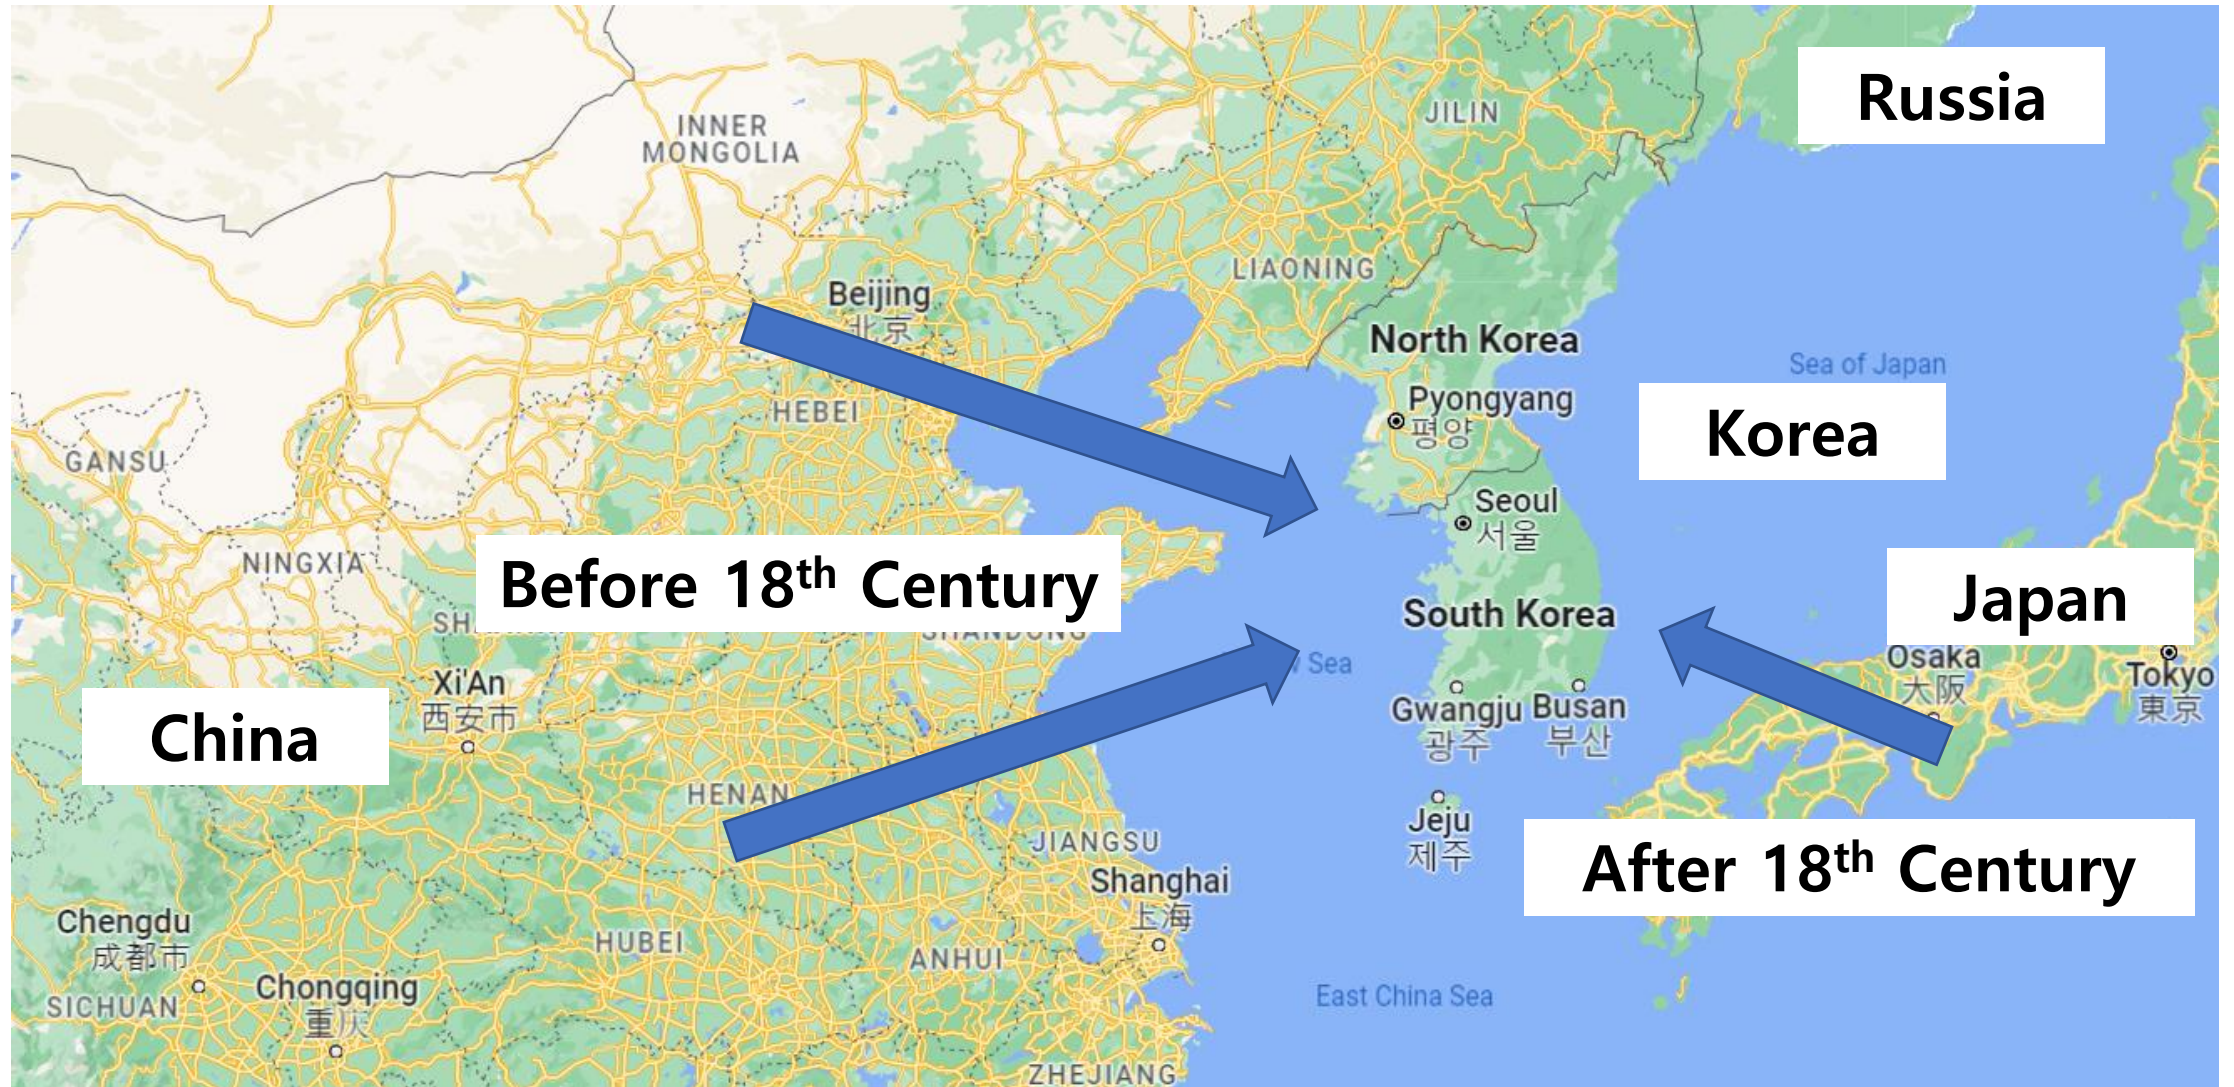 Russia
INNER
MONGOLIA
JILIN
LIAONING
Beijing
北京
North Korea
Sea of Japan
Pyongyang
평양
HEBEI
Korea
GANSU
Seoul
서울
NINGXIA
Before 18th Century
Japan
SH
SHANDONG
South Korea
Sea
Osaka
大阪
Tokyo
東京
Xi'An
西安市
Gwangju
광주
Busan
부산
China
HENAN
Jeju
제주
JIANGSU
After 18th Century
Shanghai
上海
Chengdu
成都市
HUBEI
ANHUI
Chongqing
重庆
SICHUAN
East China Sea
ZHEJIANG